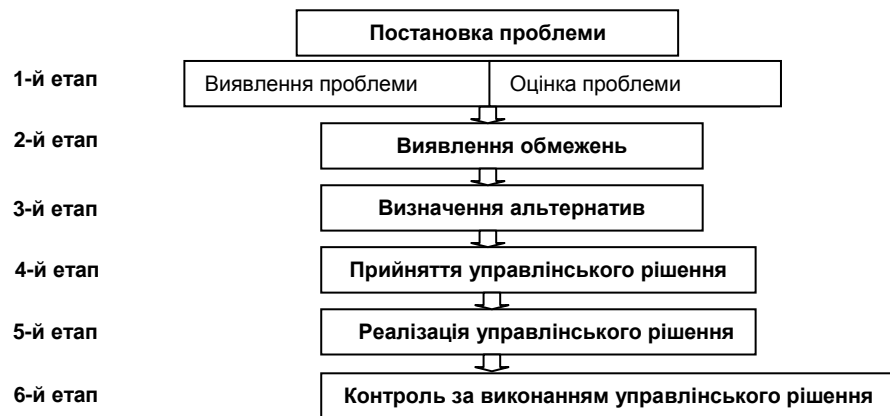 Постановка проблеми
1-й етап
Виявлення проблеми
Оцінка проблеми
2-й етап
Виявлення обмежень
3-й етап
Визначення альтернатив
4-й етап
Прийняття управлінського рішення
5-й етап
Реалізація управлінського рішення
6-й етап
Контроль за виконанням управлінського рішення